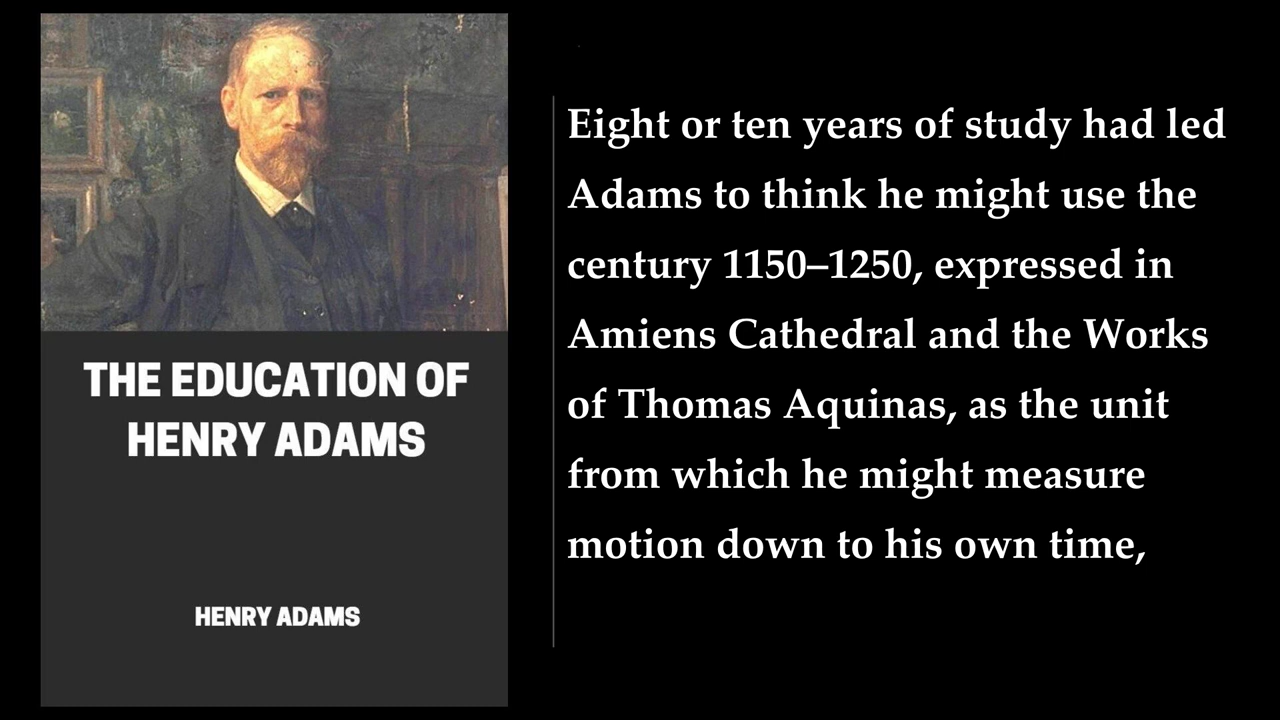 THE EDUCATION OF
HENRY ADAMS
HENRY ADAMS
Eight or ten years of study had led
Adams to think he might use the
century 1150–1250, expressed in
Amiens Cathedral and the Works
of Thomas Aquinas, as the unit
from which he might measure
motion down to his own time,